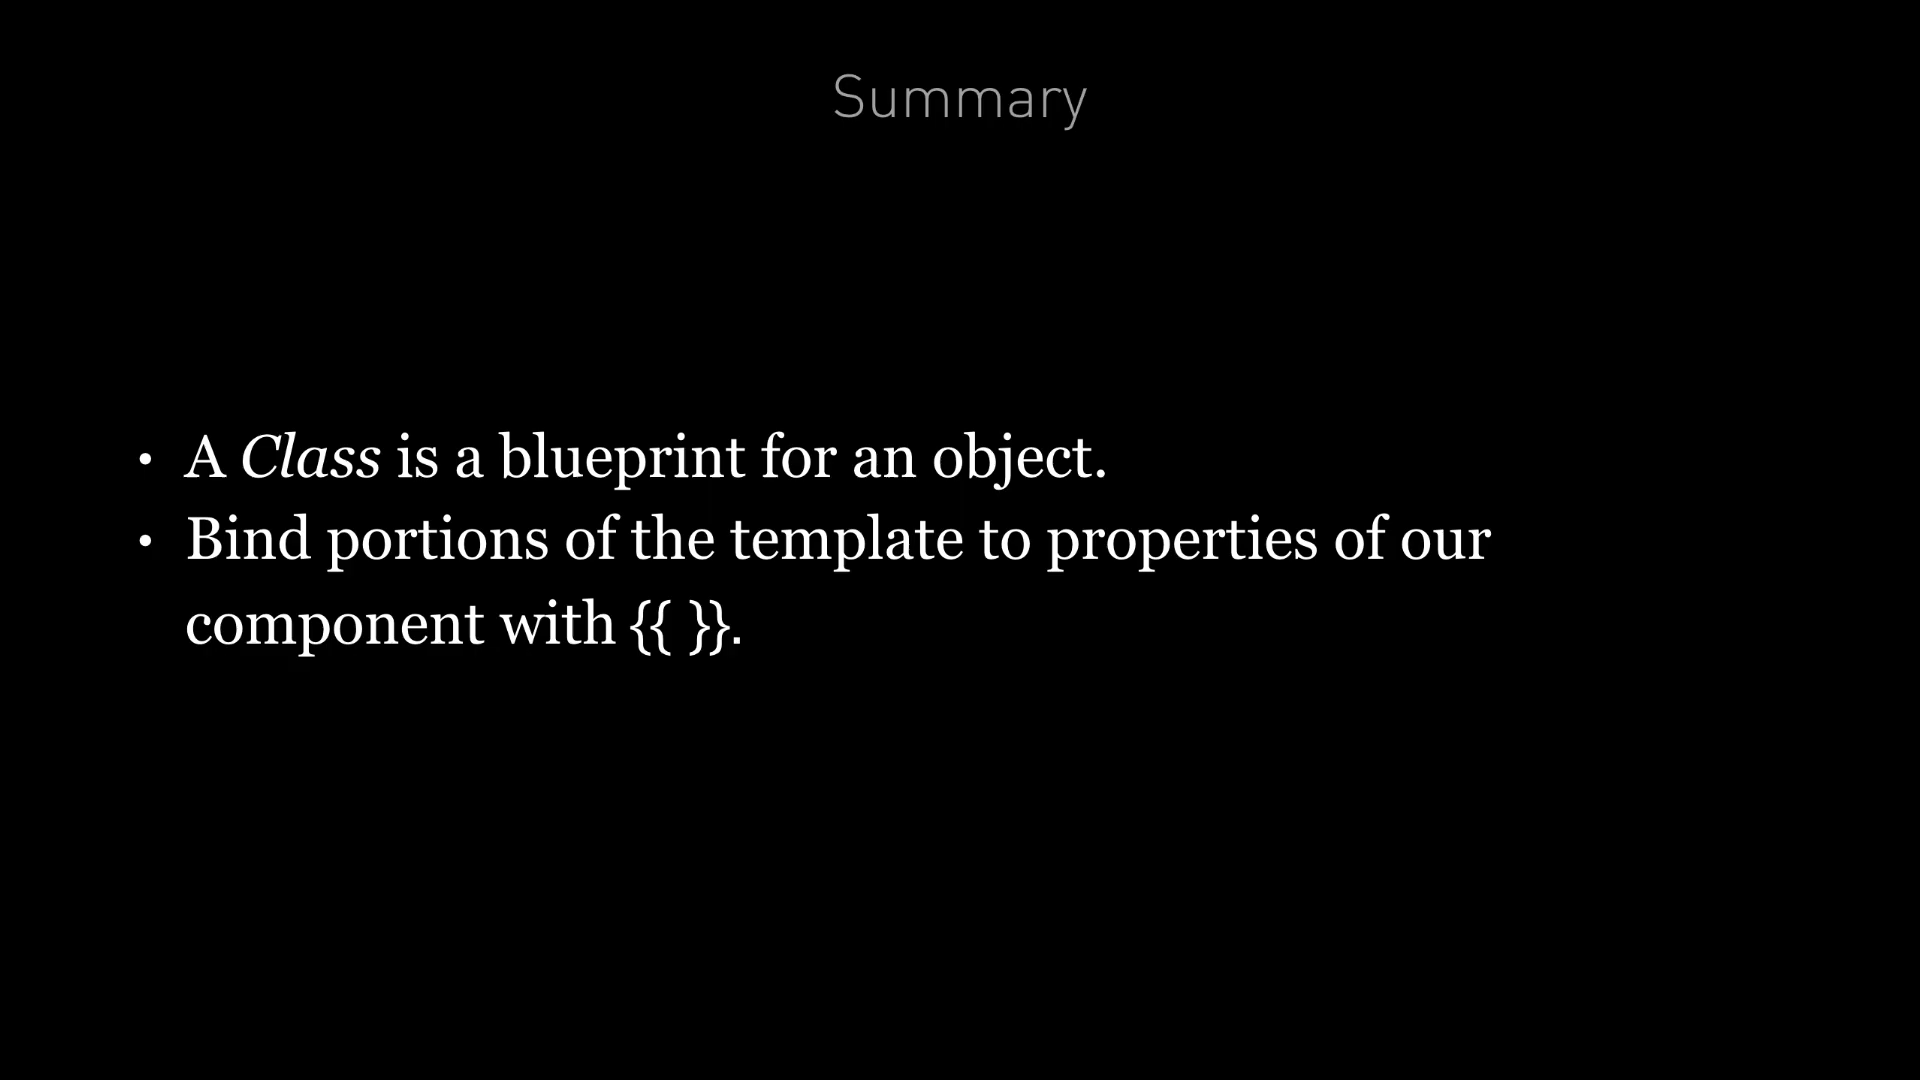 Summary
• A Class is a blueprint for an object.
• Bind portions of the template to properties of our
component with {{ }}.